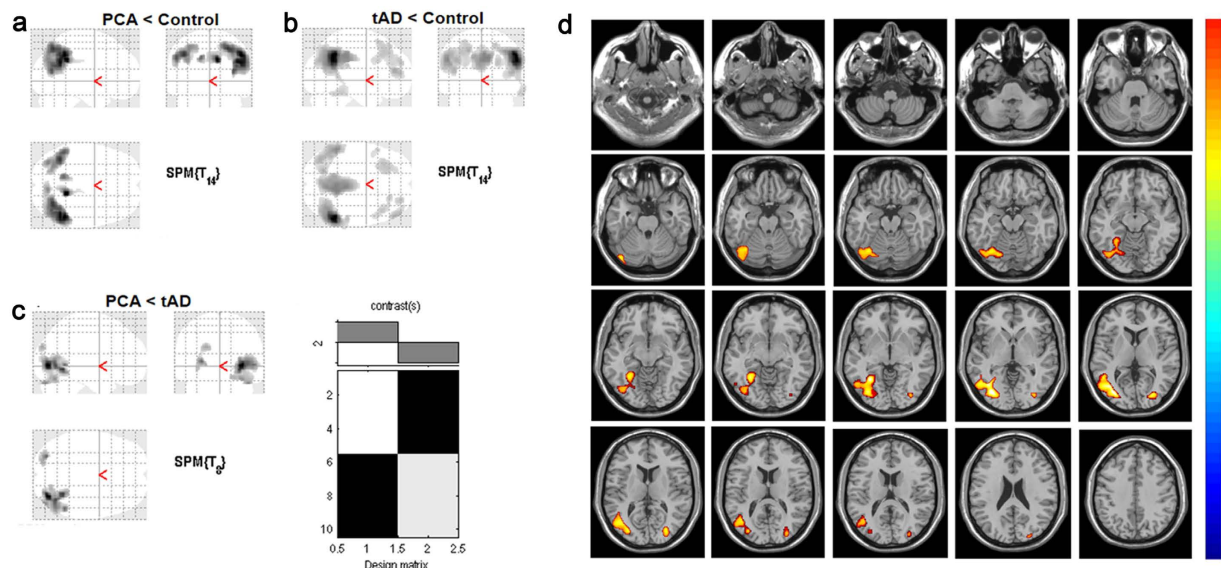 a
PCA < Control
SPM{T14}
b
tAD < Control
SPM{T14}
c
PCA < tAD
SPM{T8}
contrast(s)
2
2
4
6
8
10
0.5 1 1.5 2 2.5
Design matrix
d